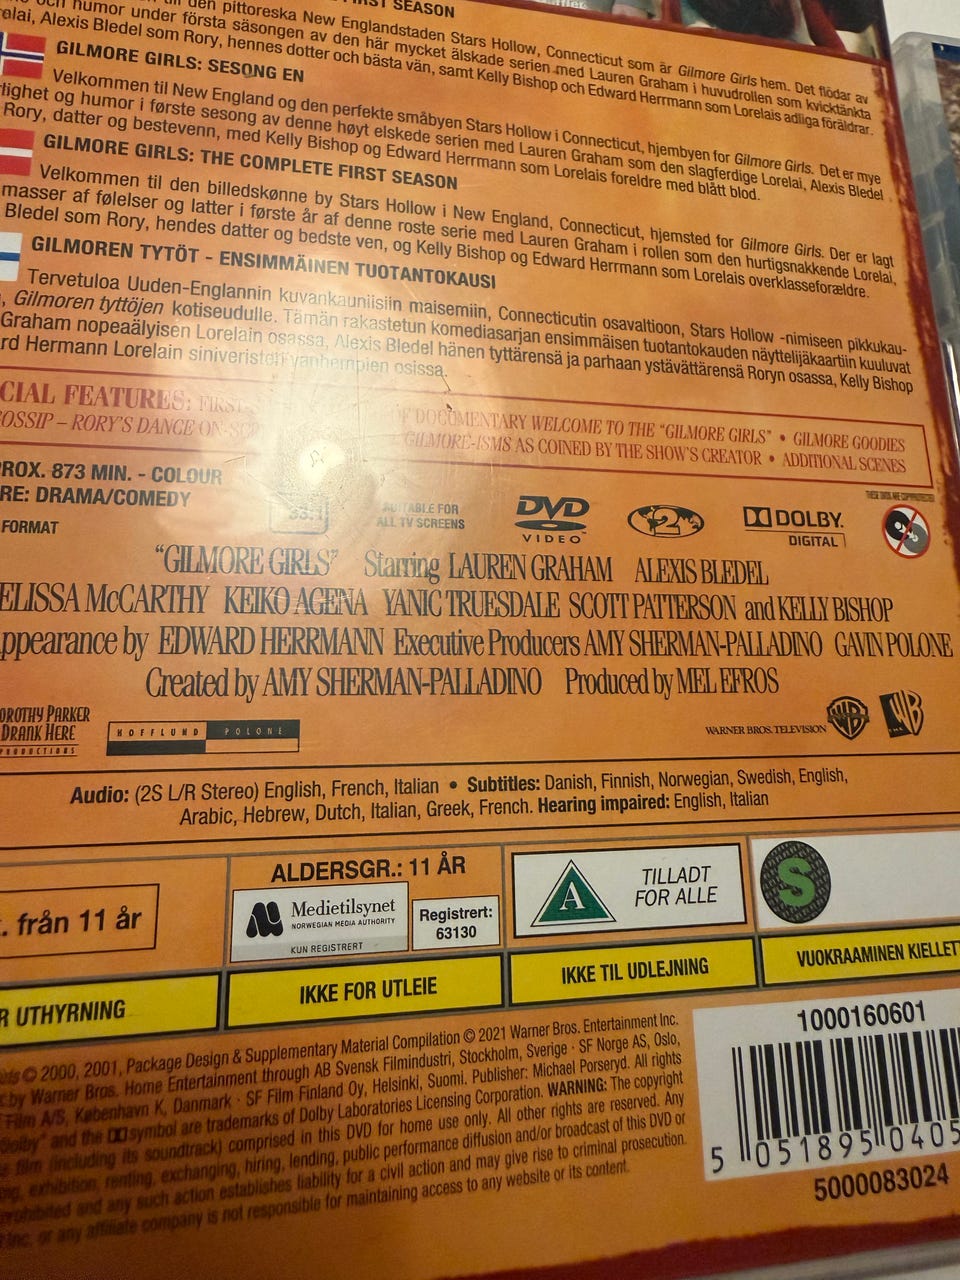 FIRST SEASON
den pittoreska New Englandstaden Stars Hollow, Connecticut som är Gilmore Girls hem. Det flödar av
och humor under första säsongen av den här mycket älskade serien med Lauren Graham i huvudrollen som kvicktänkta
elai, Alexis Bledel som Rory, hennes dotter och bästa vän, samt Kelly Bishop och Edward Herrmann som Lorelais adliga föräldrar.
GILMORE GIRLS: SESONG EN
Velkommen til New England og den perfekte småbyen Stars Hollow i Connecticut, hjembyen for Gilmore Girls. Det er mye
rlighet og humor i første sesong av denne høyt elskede serien med Lauren Graham som den slagferdige Lorelai, Alexis Bledel
Rory, datter og bestevenn, med Kelly Bishop og Edward Herrmann som Lorelais foreldre med blått blod.
GILMORE GIRLS: THE COMPLETE FIRST SEASON
Velkommen til den billedskønne by Stars Hollow i New England, Connecticut, hjemsted for Gilmore Girls. Der er lagt
masser af følelser og latter i første år af denne roste serie med Lauren Graham i rollen som den hurtigsnakkende Lorelai,
Bledel som Rory, hendes datter og bedste ven, og Kelly Bishop og Edward Herrmann som Lorelais overklasseforældre.
GILMOREN TYTÖT - ENSIMMÄINEN TUOTANTOKAUSI
Tervetuloa Uuden-Englannin kuvankauniisiin maisemiin, Connecticutin osavaltioon, Stars Hollow -nimiseen pikkukau-
, Gilmoren tyttöjen kotiseudulle. Tämän rakastetun komediasarjan ensimmäisen tuotantokauden näyttelijäkaartiin kuuluvat
Graham nopeaälyisen Lorelain osassa, Alexis Bledel hänen tyttärensä ja parhaan ystävättärensä Roryn osassa, Kelly Bishop
rd Hermann Lorelain siniveristen vanhempien osissa.
CIAL FEATURES: FIRST- OF DOCUMENTARY WELCOME TO THE "GILMORE GIRLS" • GILMORE GOODIES
GOSSIP – RORY'S DANCE ON-SCR GILMORE-ISMS AS COINED BY THE SHOW'S CREATOR • ADDITIONAL SCENES
PROX. 873 MIN. - COLOUR
RE: DRAMA/COMEDY
FORMAT
SUITABLE FOR
ALL TV SCREENS
DVD
VIDEO
2
DOLBY
DIGITAL
THESE DISCS ARE COPYPROTECTED
"GILMORE GIRLS" Starring LAUREN GRAHAM ALEXIS BLEDEL
ELISSA McCARTHY KEIKO AGENA YANIC TRUESDALE SCOTT PATTERSON and KELLY BISHOP
ppearance by EDWARD HERRMANN Executive Producers AMY SHERMAN-PALLADINO GAVIN POLONE
Created by AMY SHERMAN-PALLADINO Produced by MEL EFROS
DOROTHY PARKER
DRANK HERE
PRODUCTIONS
HOFFLUND POLONE
WARNER BROS. TELEVISION
WB
THE WB
Audio: (2S L/R Stereo) English, French, Italian • Subtitles: Danish, Finnish, Norwegian, Swedish, English,
Arabic, Hebrew, Dutch, Italian, Greek, French. Hearing impaired: English, Italian
. från 11 år
ALDERSGR.: 11 ÅR
Medietilsynet
NORWEGIAN MEDIA AUTHORITY
KUN REGISTRERT
Registrert:
63130
A
TILLADT
FOR ALLE
S
R UTHYRNING
IKKE FOR UTLEIE
IKKE TIL UDLEJNING
VUOKRAAMINEN KIELLETT
© 2000, 2001, Package Design & Supplementary Material Compilation © 2021 Warner Bros. Entertainment Inc.
by Warner Bros. Home Entertainment through AB Svensk Filmindustri, Stockholm, Sverige · SF Norge AS, Oslo,
Film A/S, København K, Danmark · SF Film Finland Oy, Helsinki, Suomi. Publisher: Michael Porseryd. All rights
"Dolby" and the symbol are trademarks of Dolby Laboratories Licensing Corporation. WARNING: The copyright
film (including its soundtrack) comprised in this DVD for home use only. All other rights are reserved. Any
ing, exhibition, renting, exchanging, hiring, lending, public performance diffusion and/or broadcast of this DVD or
prohibited and any such action establishes liability for a civil action and may give rise to criminal prosecution.
Inc. or any affiliate company is not responsible for maintaining access to any website or its content.
1000160601
5 051895 0405
5000083024